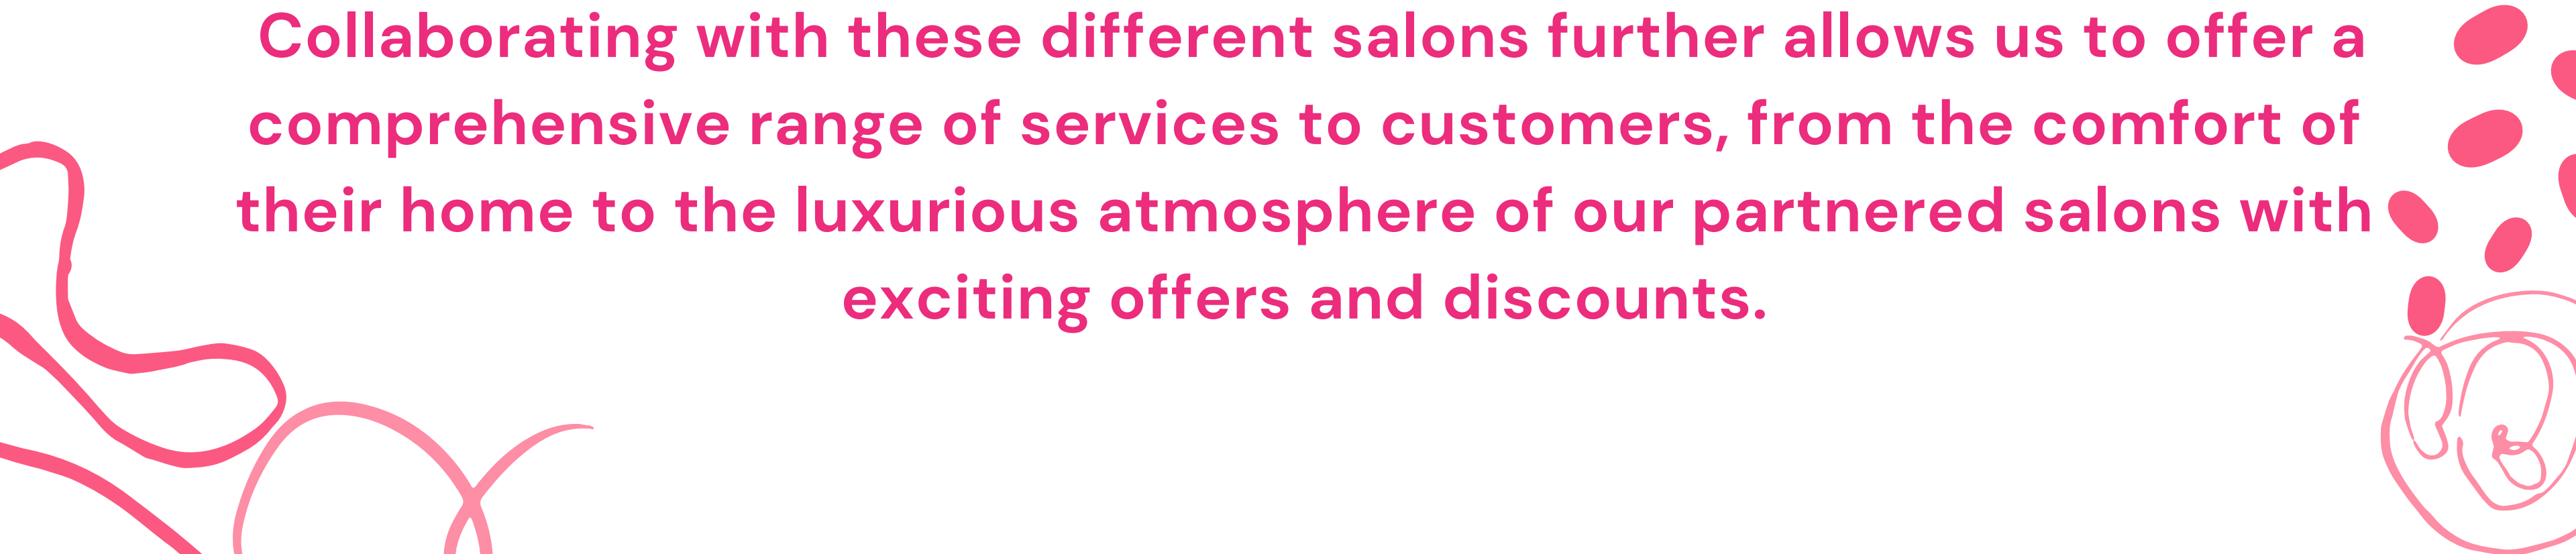 Collaborating with these different salons further allows us to offer a
comprehensive range of services to customers, from the comfort of
their home to the luxurious atmosphere of our partnered salons with
exciting offers and discounts.